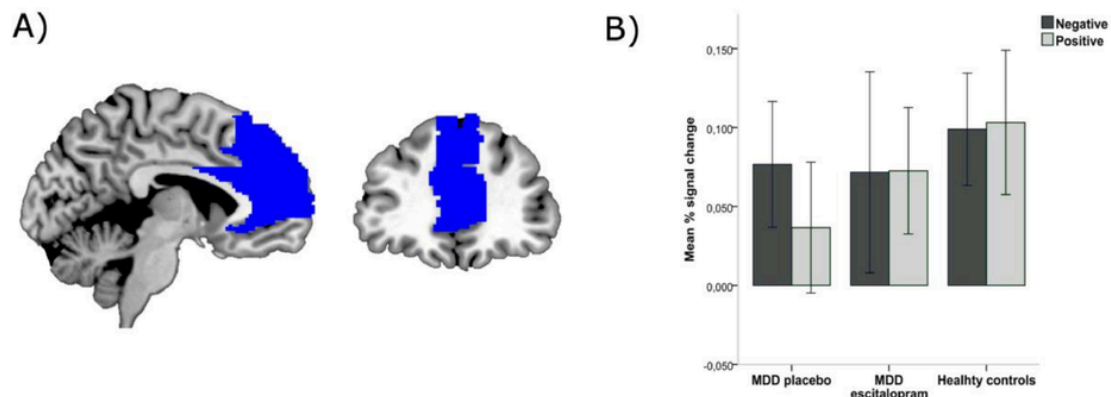 A)
B)
Negative
Positive
Mean % signal change
0,150
0,100
0,050
0,000
-0,050
MDD placebo
MDD
escitalopram
Healhty controls